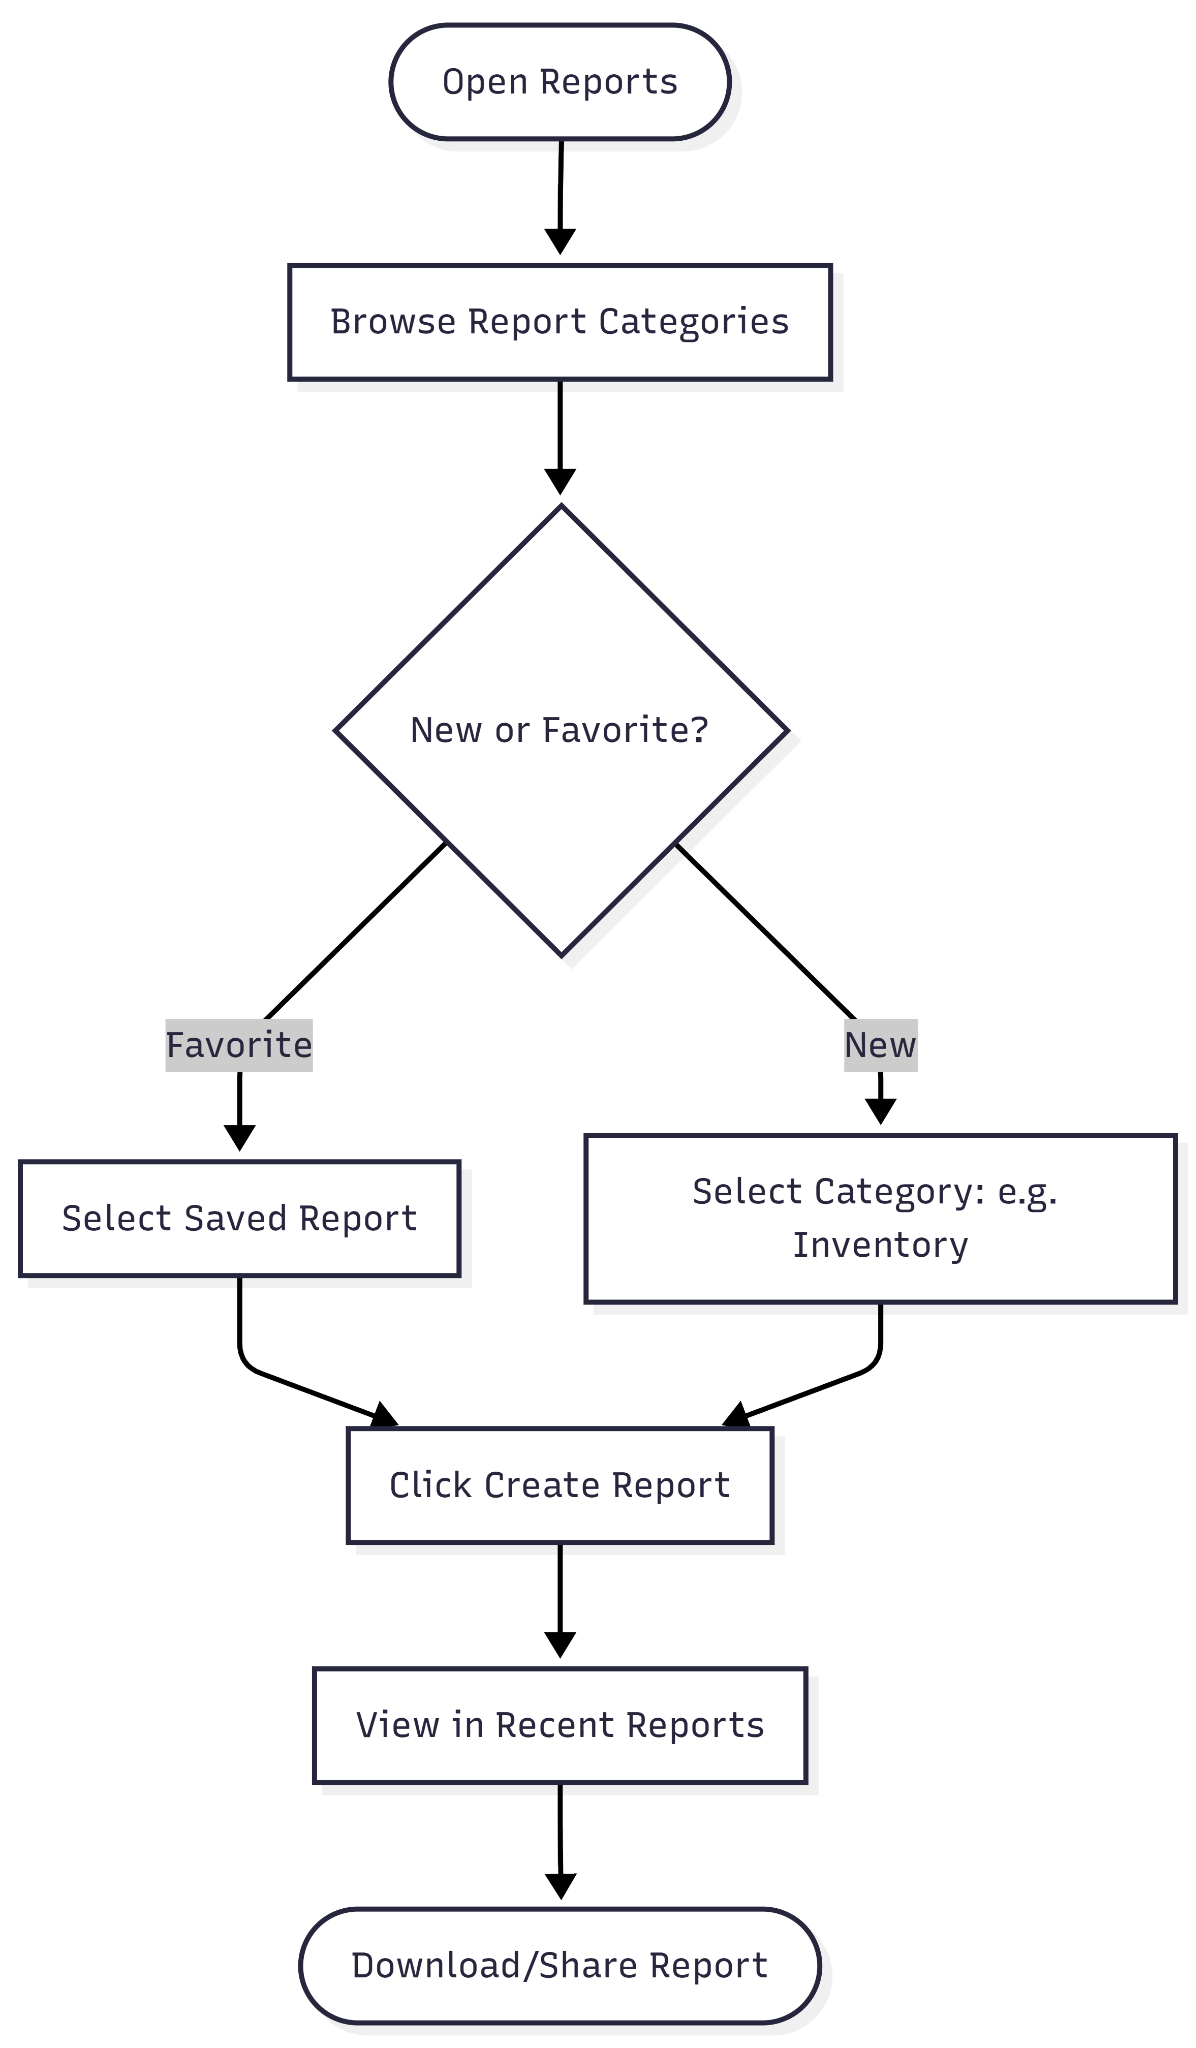 Open Reports
Browse Report Categories
New or Favorite?
Favorite
New
Select Saved Report
Select Category: e.g.
Inventory
Click Create Report
View in Recent Reports
Download/Share Report